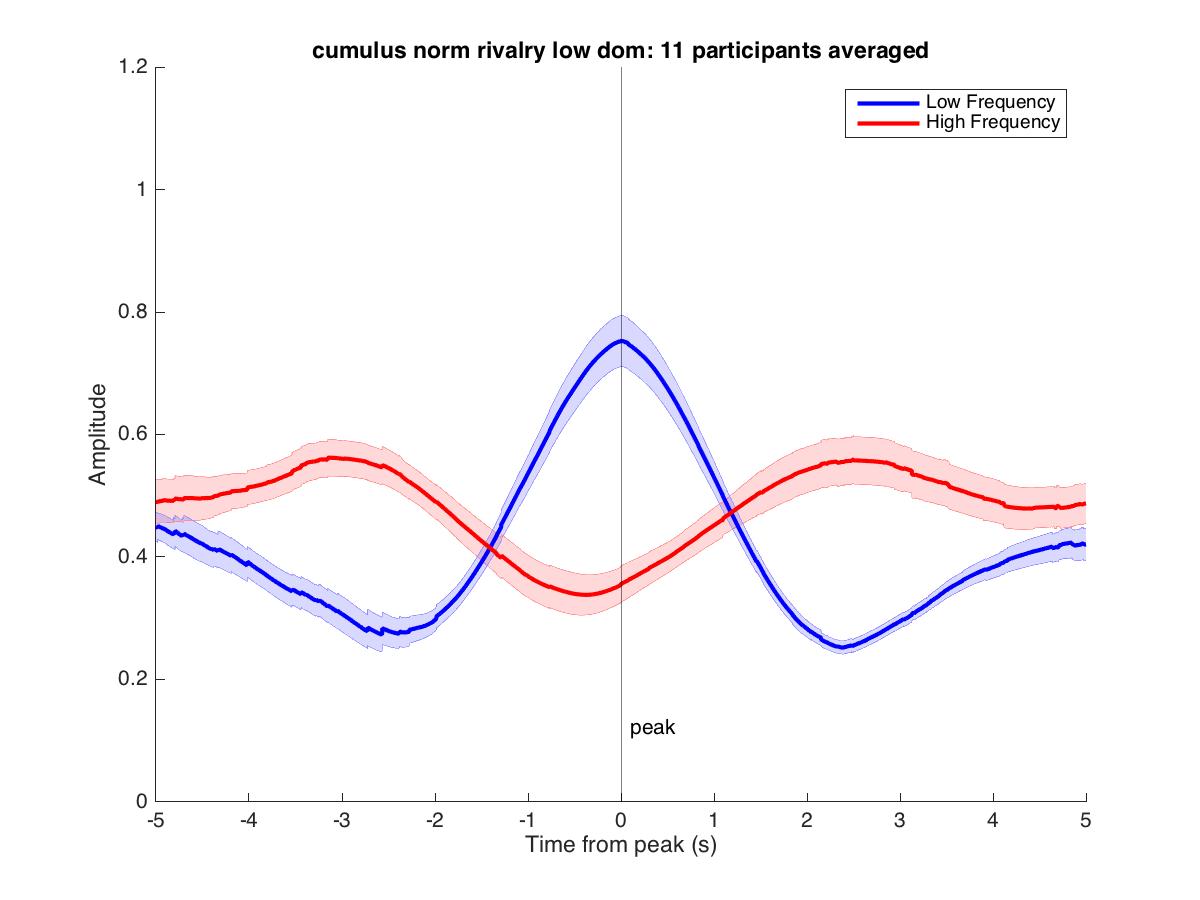 cumulus norm rivalry low dom: 11 participants averaged
1.2
1
0.8
0.6
0.4
0.2
0
Amplitude
Low Frequency
High Frequency
peak
-5 -4 -3 -2 -1 0 1 2 3 4 5
Time from peak (s)